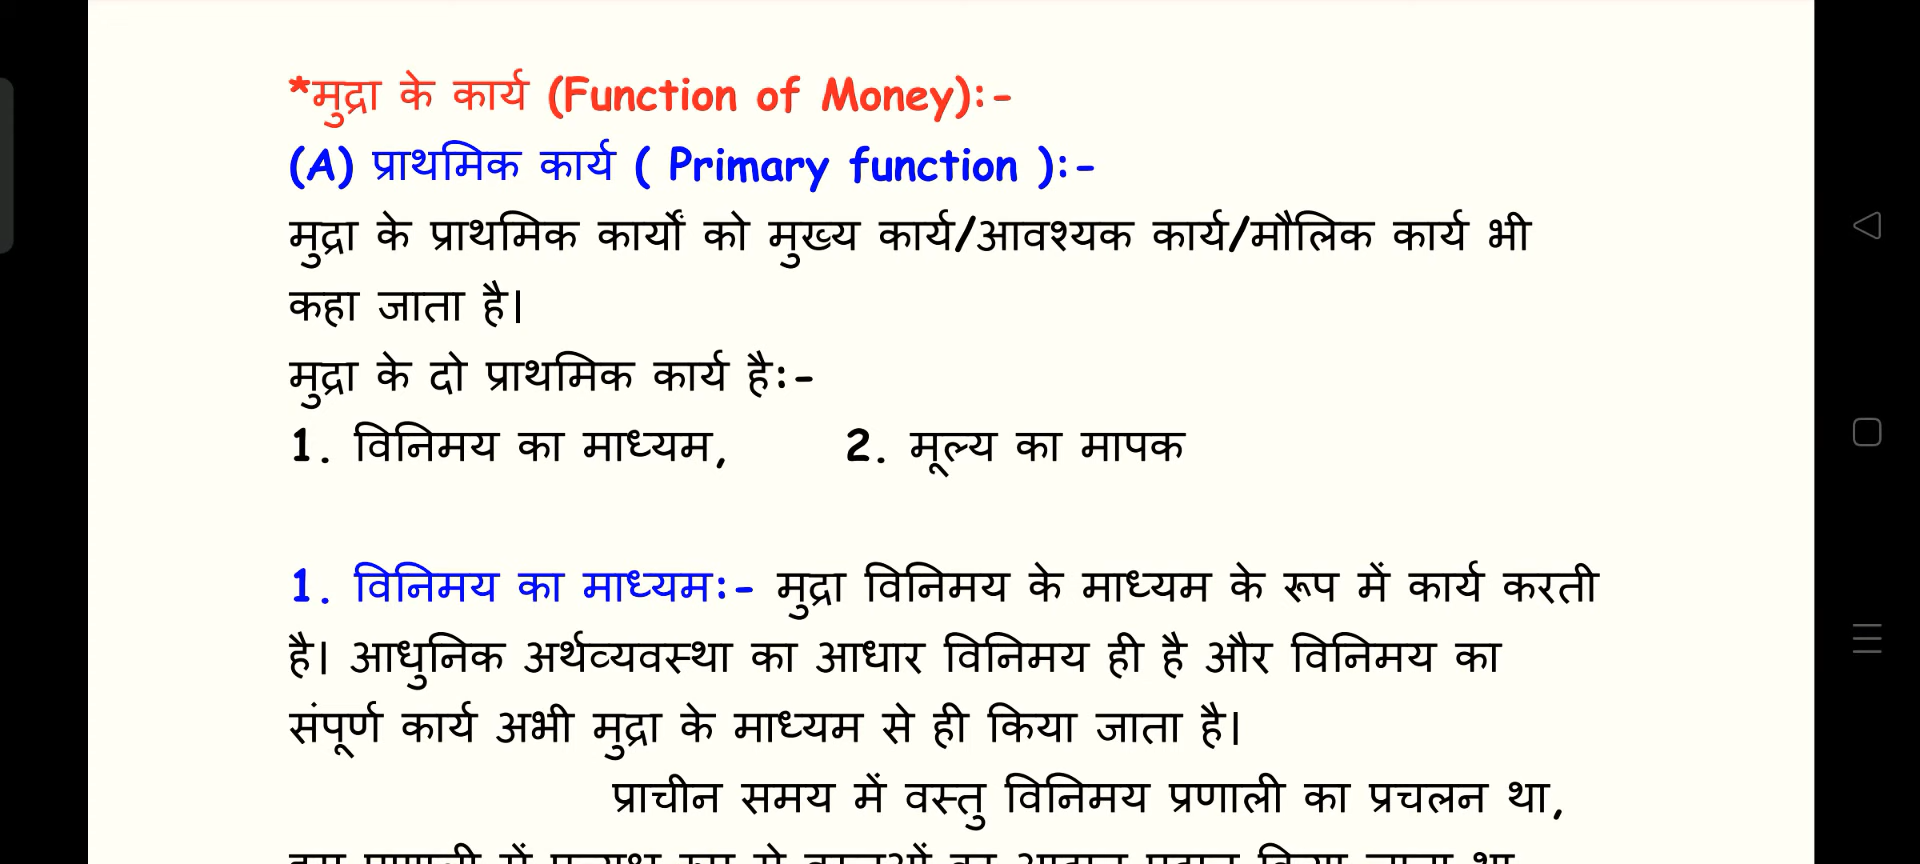 *मुद्रा के कार्य (Function of Money):-
(A) प्राथमिक कार्य ( Primary function ):-
मुद्रा के प्राथमिक कार्यों को मुख्य कार्य/आवश्यक कार्य/मौलिक कार्य भी
कहा जाता है।
मुद्रा के दो प्राथमिक कार्य है:-
1. विनिमय का माध्यम, 2. मूल्य का मापक
1. विनिमय का माध्यम:- मुद्रा विनिमय के माध्यम के रूप में कार्य करती
है। आधुनिक अर्थव्यवस्था का आधार विनिमय ही है और विनिमय का
संपूर्ण कार्य अभी मुद्रा के माध्यम से ही किया जाता है।
प्राचीन समय में वस्तु विनिमय प्रणाली का प्रचलन था,